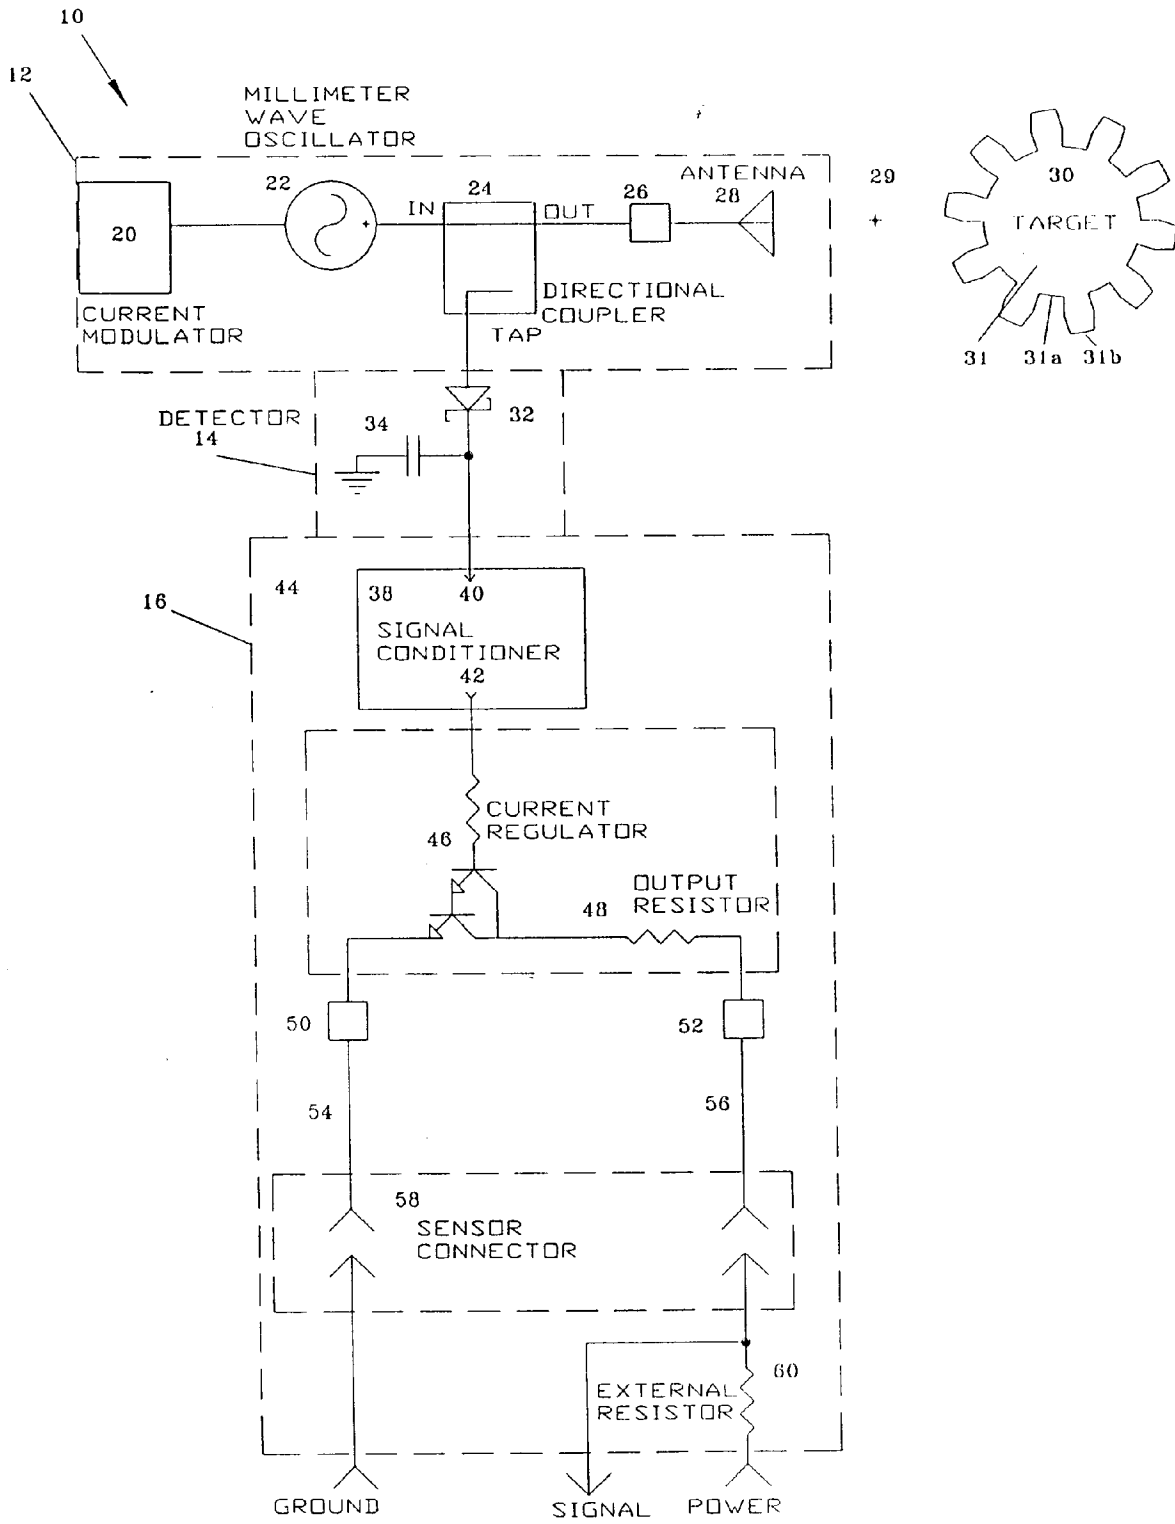 10
12
MILLIMETER
WAVE
OSCILLATOR
20
CURRENT
MODULATOR
22
IN
24
OUT
26
ANTENNA
28
DIRECTIONAL
COUPLER
TAP
29
30
TARGET
31
31a
31b
DETECTOR
14
34
32
44
16
38
40
SIGNAL
CONDITIONER
42
CURRENT
REGULATOR
46
OUTPUT
RESISTOR
48
50
52
54
56
58
SENSOR
CONNECTOR
60
EXTERNAL
RESISTOR
GROUND
SIGNAL
POWER